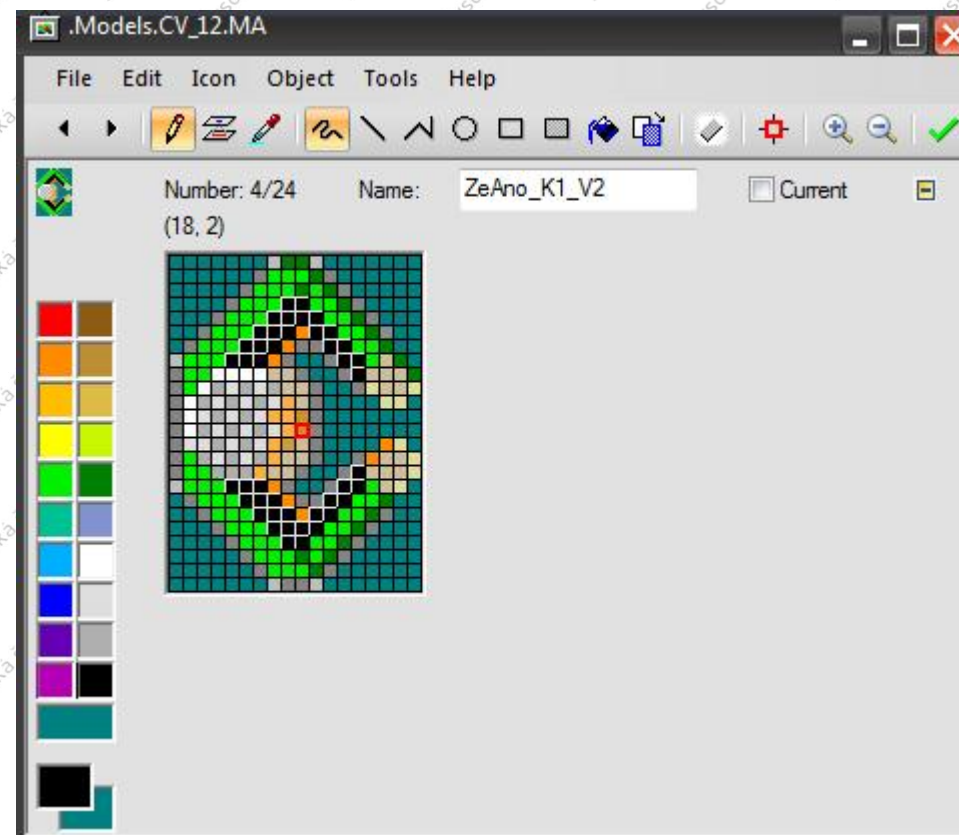 .Models.CV_12.MA
File Edit Icon Object Tools Help
Number: 4/24 Name: ZeAno_K1_V2 Current
(18, 2)